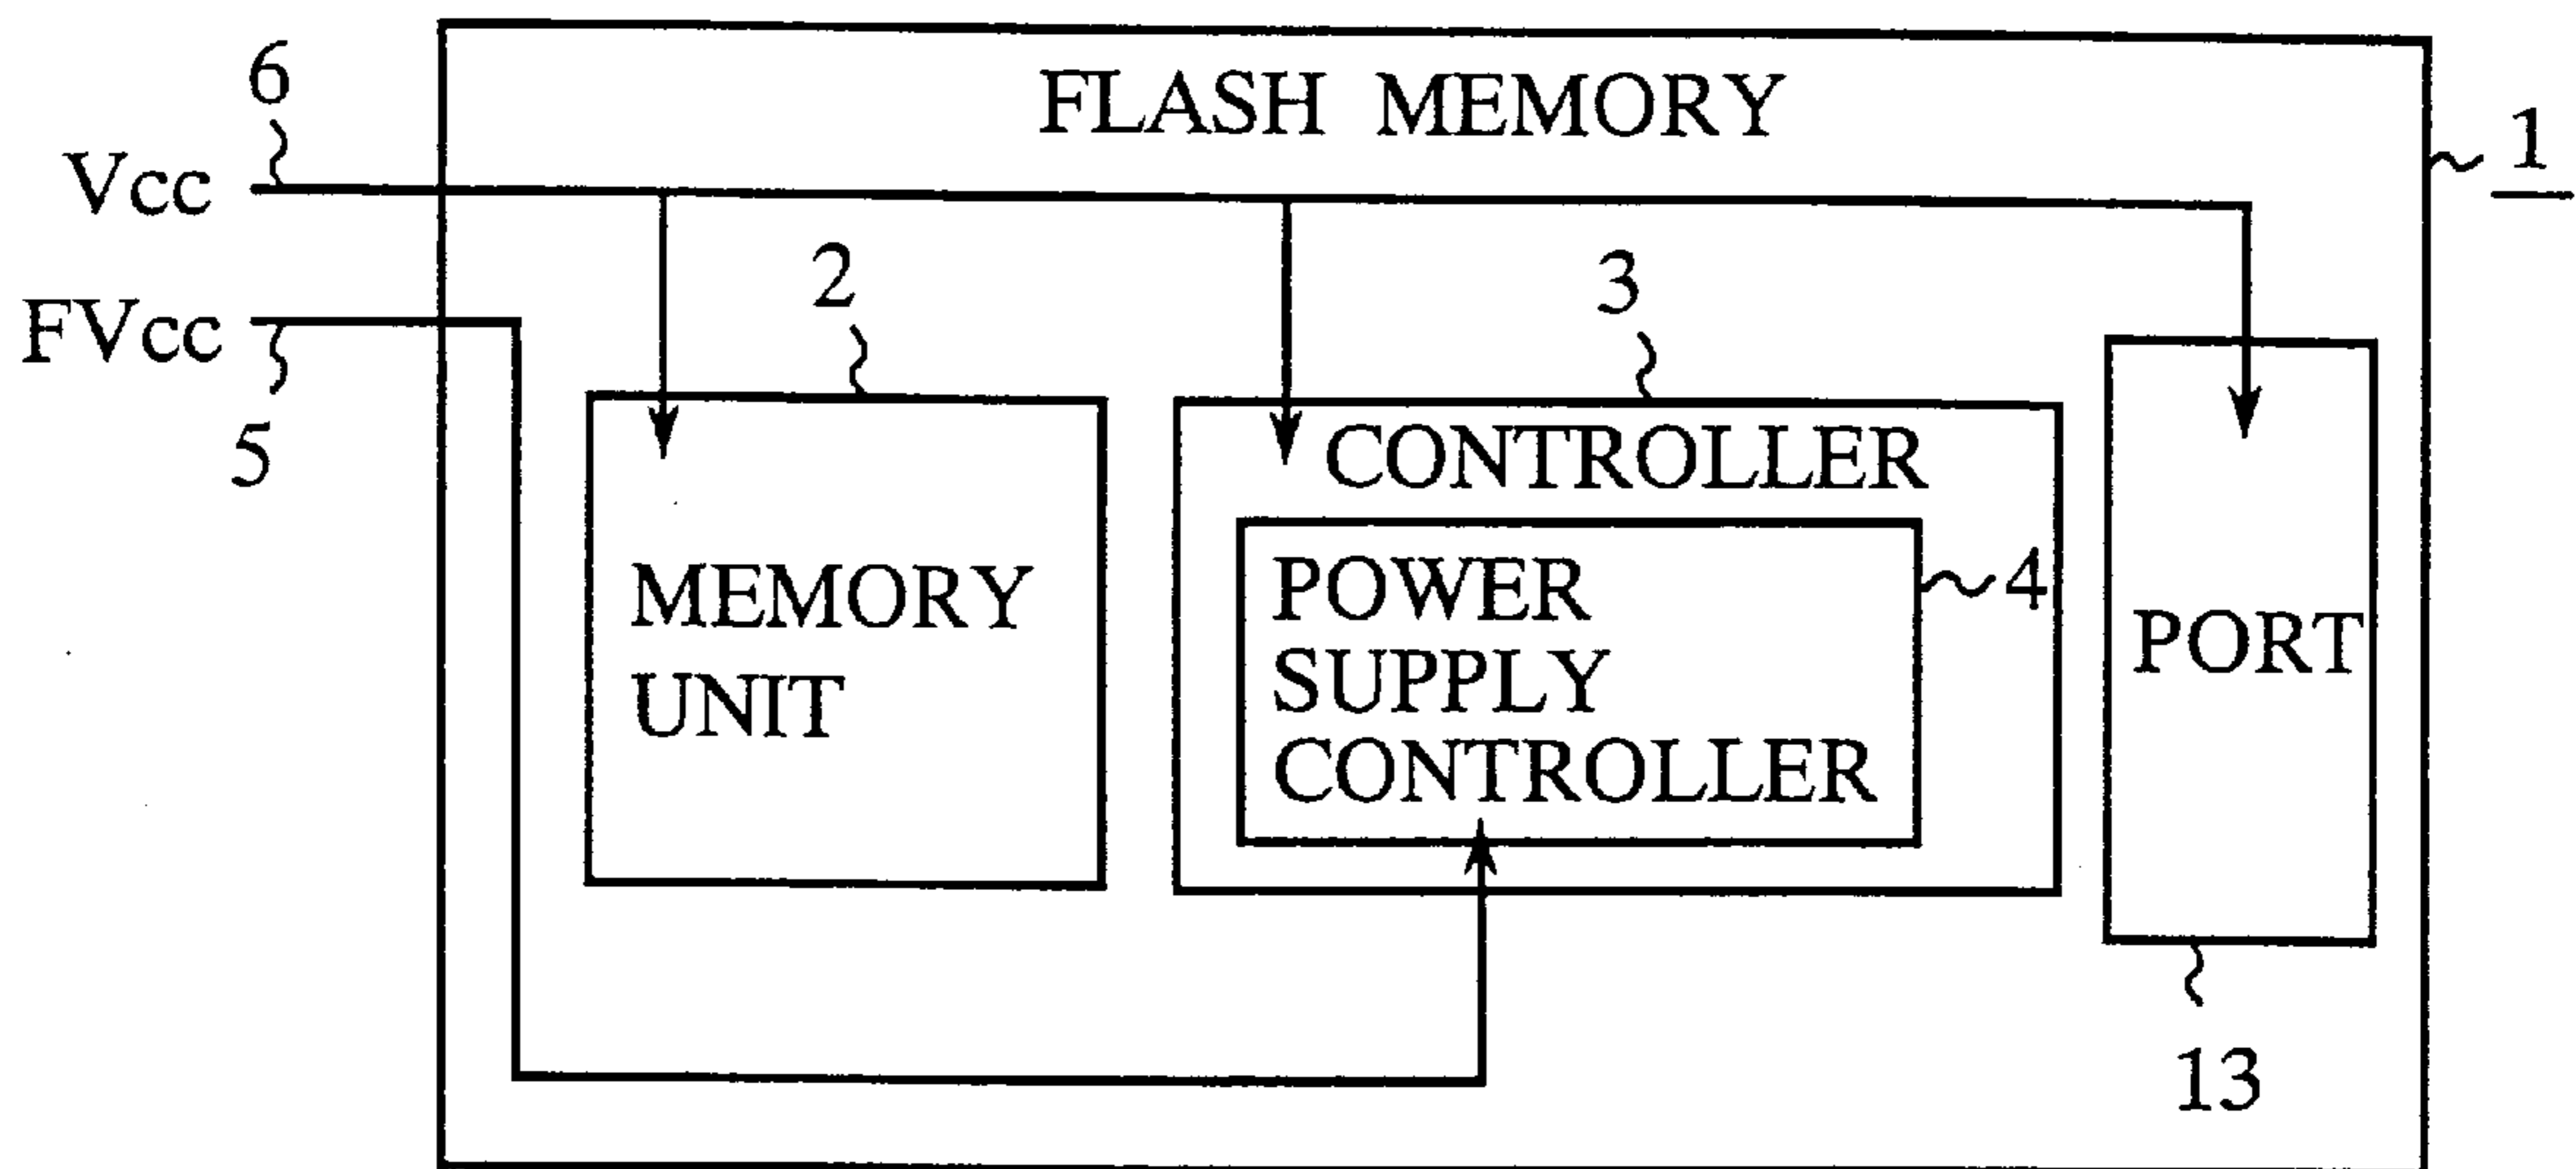 FLASH MEMORY
6
1
Vcc
FVcc
5
2
3
CONTROLLER
MEMORY
UNIT
POWER
SUPPLY
CONTROLLER
4
PORT
13